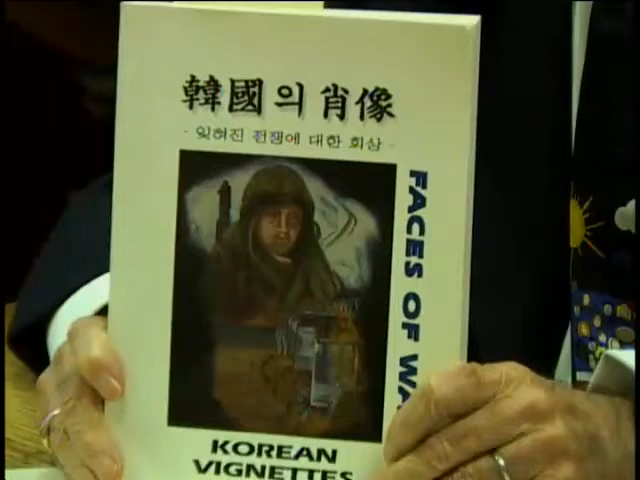 韓國의 肖像
- 잊혀진 전쟁에 대한 회상 -
FACES OF WA
KOREAN
VIGNETTES